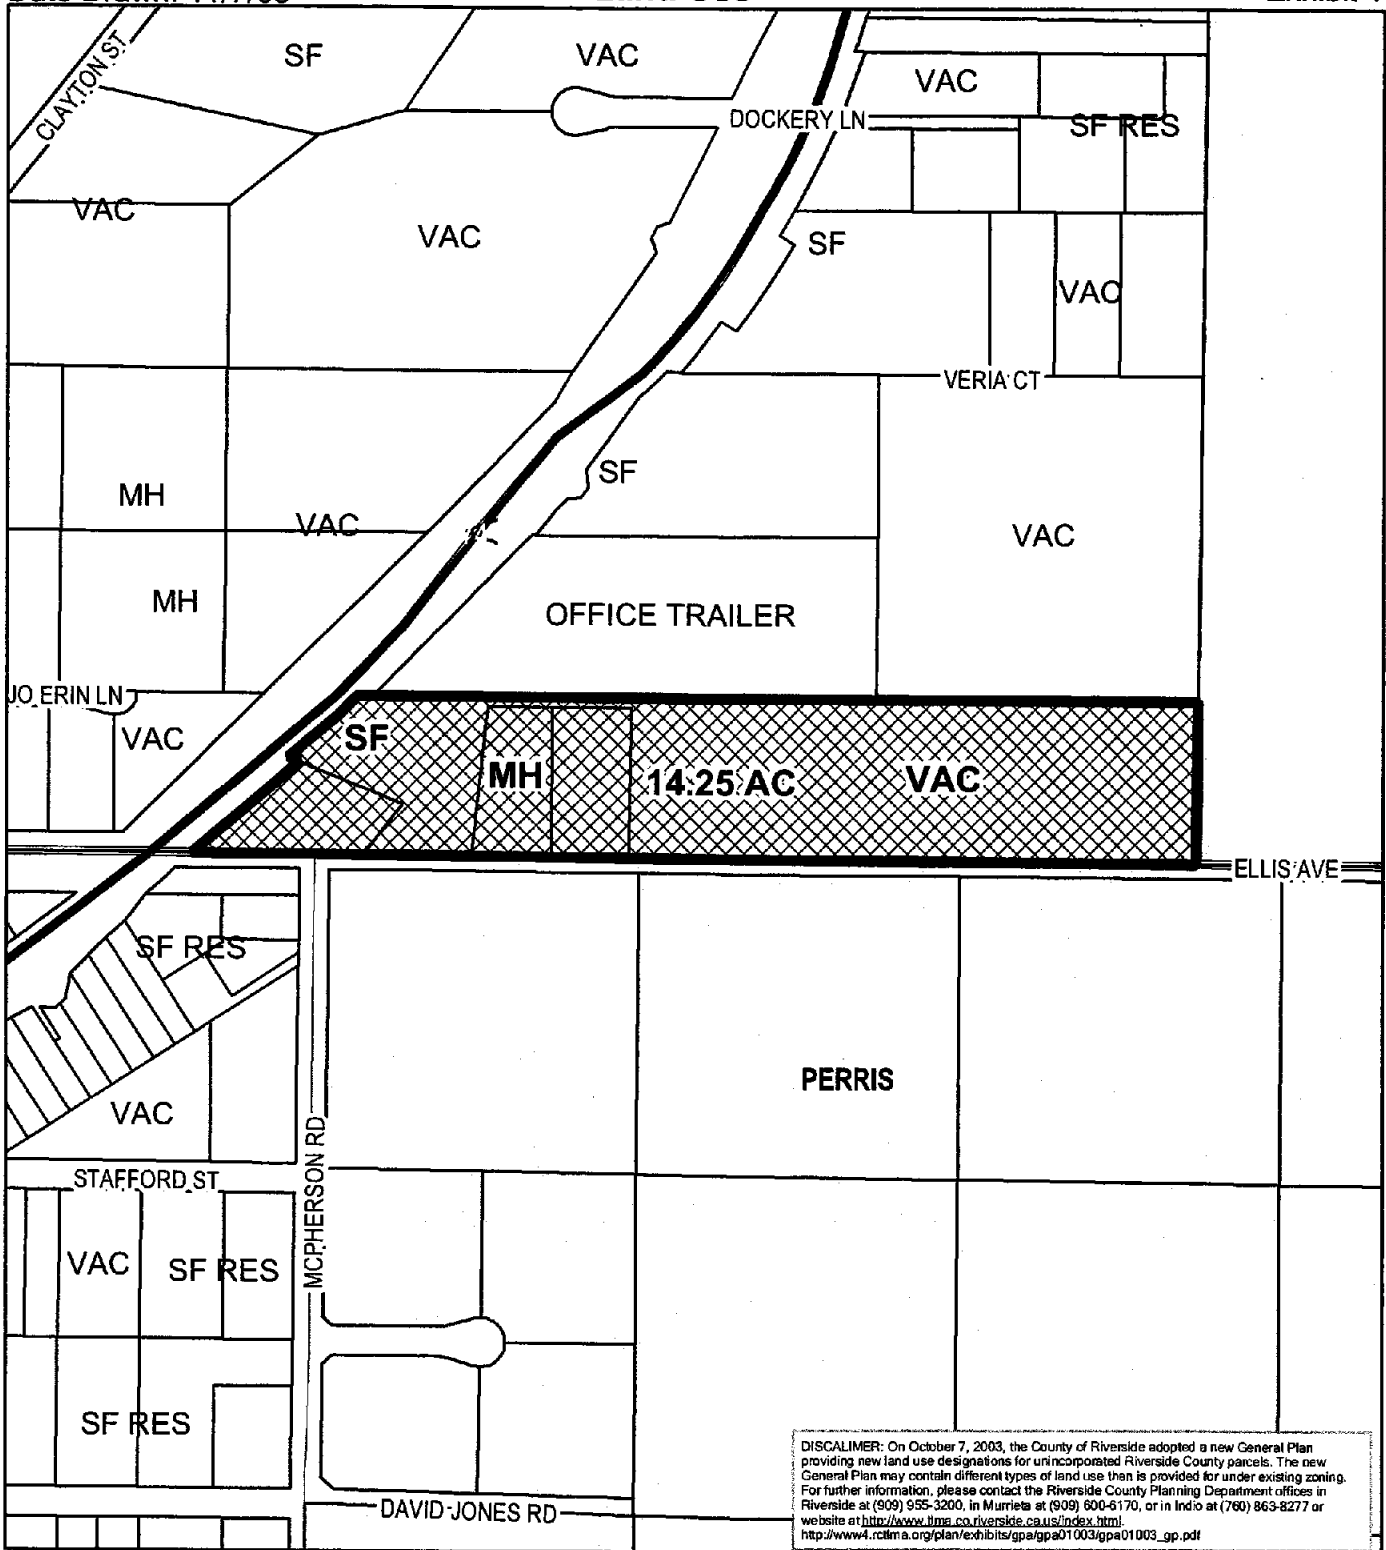 CLAYTON ST
SF
VAC
VAC
DOCKERY LN
SF RES
VAC
VAC
SF
VAC
VERIA CT
SF
MH
VAC
VAC
MH
OFFICE TRAILER
JO ERIN LN
VAC
SF
MH
14.25 AC
VAC
ELLIS AVE
SF RES
PERRIS
VAC
MCPHERSON RD
STAFFORD ST
VAC
SF RES
SF RES
DAVID JONES RD
DISCALIMER: On October 7, 2003, the County of Riverside adopted a new General Plan
providing new land use designations for unincorporated Riverside County parcels. The new
General Plan may contain different types of land use than is provided for under existing zoning.
For further information, please contact the Riverside County Planning Department offices in
Riverside at (909) 955-3200, in Murrieta at (909) 600-6170, or in Indio at (760) 863-8277 or
website at http://www.tlma.co.riverside.ca.us/index.html.
http://www4.rctlma.org/plan/exhibits/gpa/gpa01003/gpa01003_gp.pdf